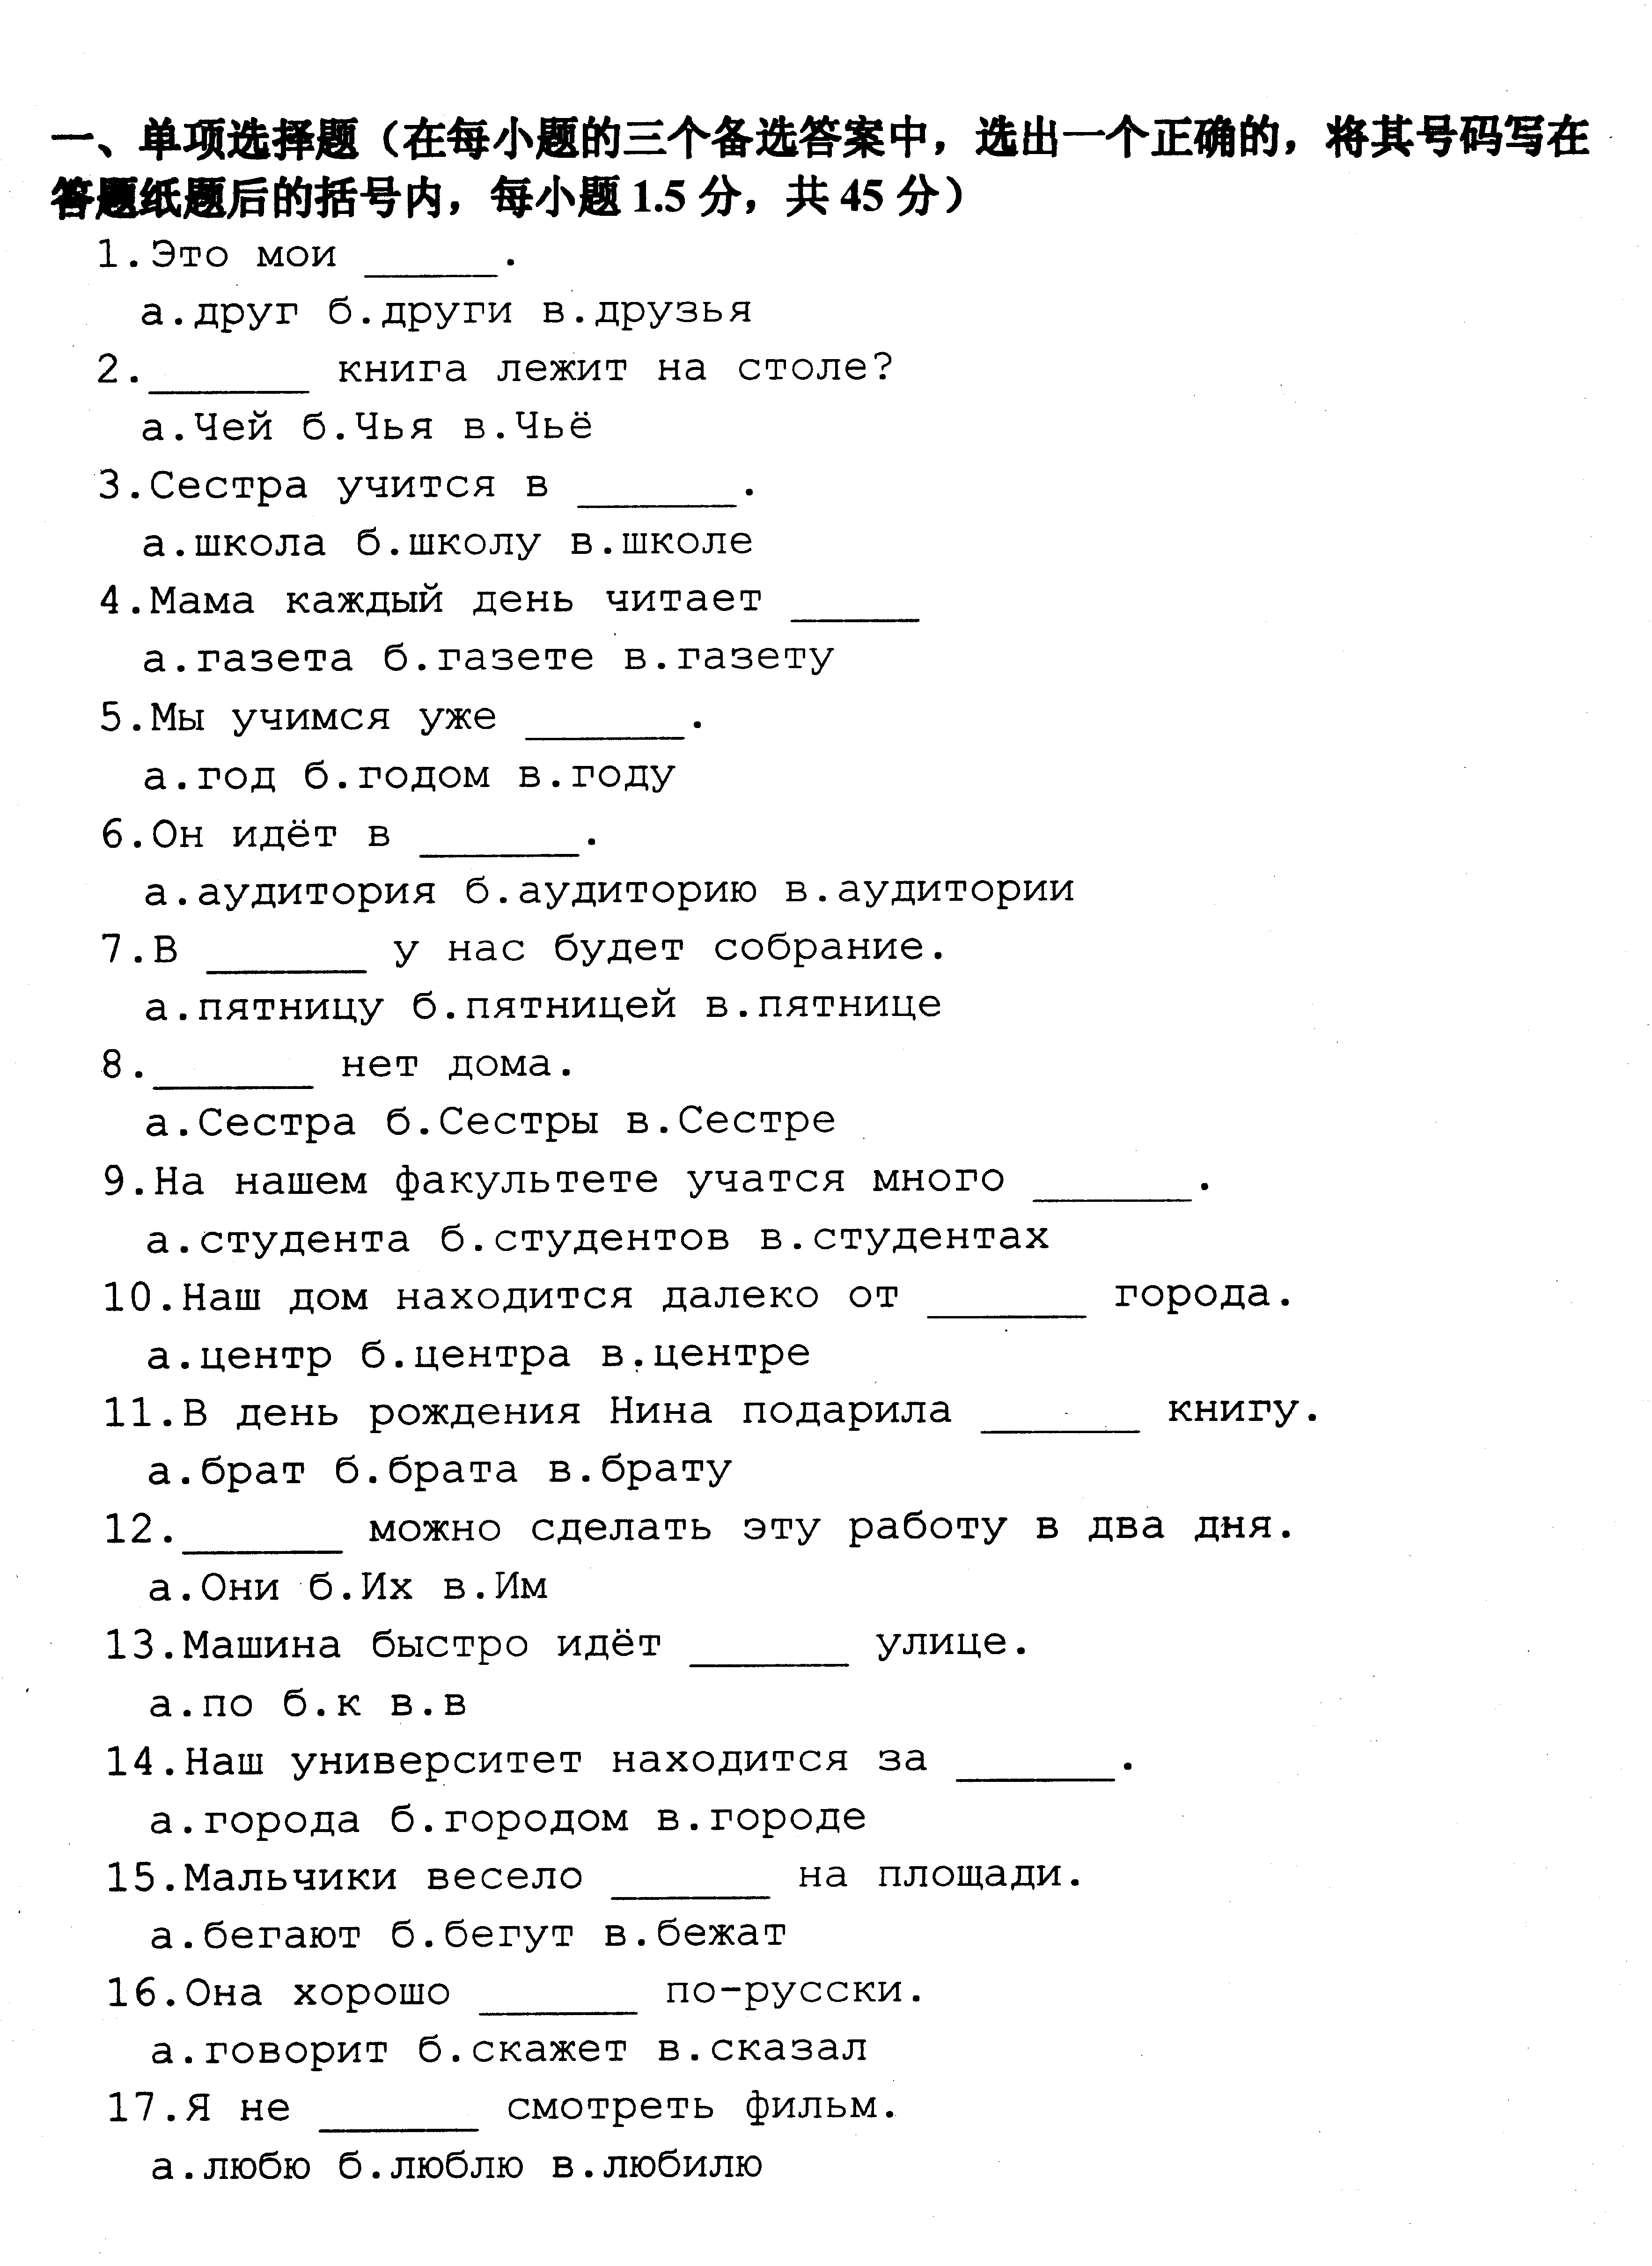 一、单项选择题（在每小题的三个备选答案中，选出一个正确的，将其号码写在
答题纸题后的括号内，每小题 1.5 分，共 45 分）
1.Это мои _____.
а.друг б.други в.друзья
2.______ книга лежит на столе?
а.Чей б.Чья в.Чьё
3.Сестра учится в ______.
а.школа б.школу в.школе
4.Мама каждый день читает _____
а.газета б.газете в.газету
5.Мы учимся уже ______.
а.год б.годом в.году
6.Он идёт в ______.
а.аудитория б.аудиторию в.аудитории
7.В ______ у нас будет собрание.
а.пятницу б.пятницей в.пятнице
8.______ нет дома.
а.Сестра б.Сестры в.Сестре
9.На нашем факультете учатся много ______.
а.студента б.студентов в.студентах
10.Наш дом находится далеко от ______ города.
а.центр б.центра в.центре
11.В день рождения Нина подарила ______ книгу.
а.брат б.брата в.брату
12.______ можно сделать эту работу в два дня.
а.Они б.Их в.Им
13.Машина быстро идёт ______ улице.
а.по б.к в.в
14.Наш университет находится за ______.
а.города б.городом в.городе
15.Мальчики весело ______ на площади.
а.бегают б.бегут в.бежат
16.Она хорошо ______ по-русски.
а.говорит б.скажет в.сказал
17.Я не ______ смотреть фильм.
а.любю б.люблю в.любилю